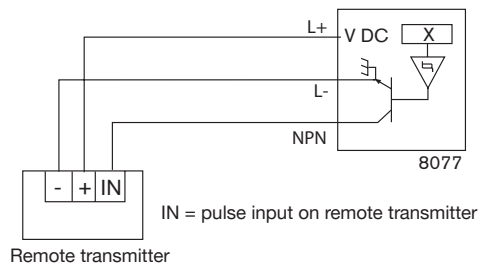 L+
V DC
X
L-
NPN
8077
- + IN
IN = pulse input on remote transmitter
Remote transmitter